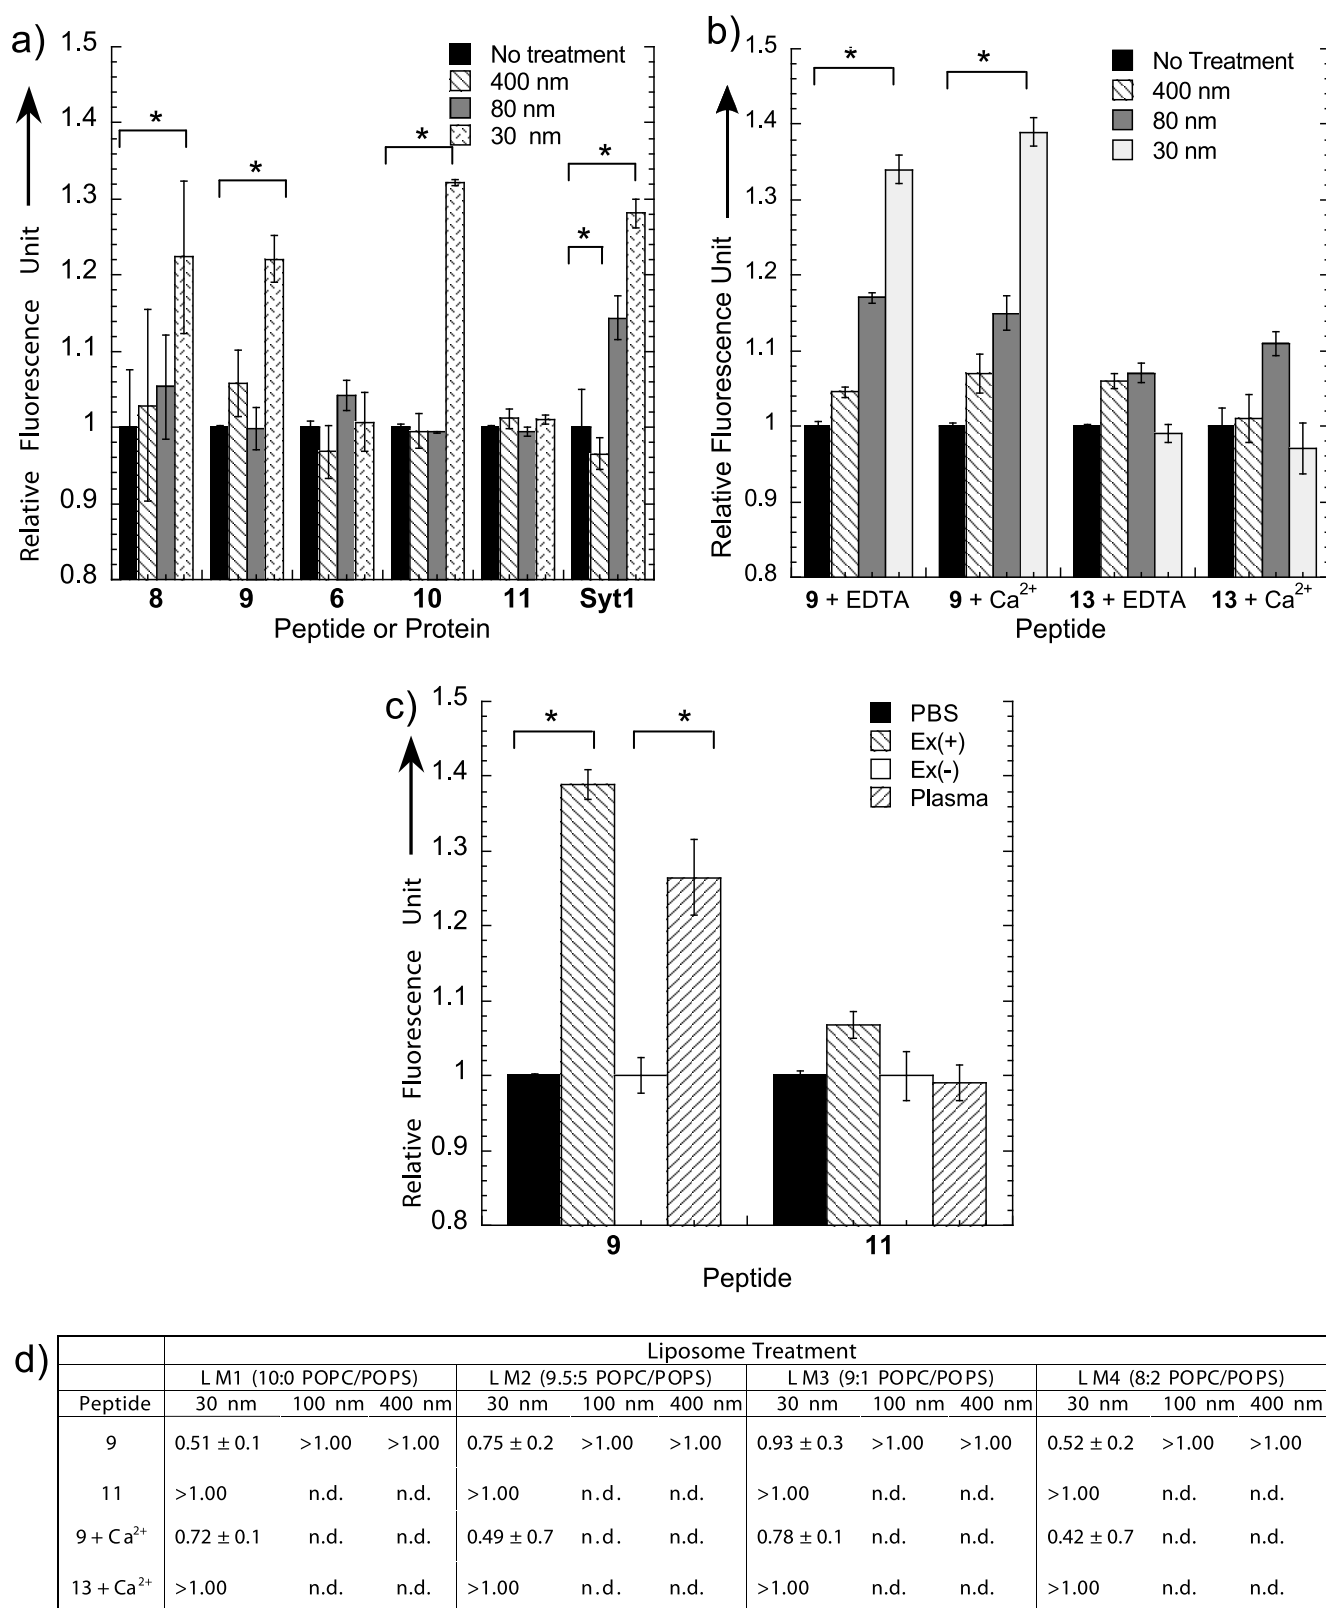 a)
1.5
1.4
1.3
1.2
1.1
1
0.9
0.8
Relative Fluorescence Unit
No treatment
400 nm
80 nm
30 nm
*
*
*
*
*
8 9 6 10 11 Syt1
Peptide or Protein
b)
1.5
1.4
1.3
1.2
1.1
1
0.9
0.8
Relative Fluorescence Unit
No Treatment
400 nm
80 nm
30 nm
*
*
9 + EDTA 9 + Ca²⁺ 13 + EDTA 13 + Ca²⁺
Peptide
c)
1.5
1.4
1.3
1.2
1.1
1
0.9
0.8
Relative Fluorescence Unit
PBS
Ex(+)
Ex(-)
Plasma
*
*
9 11
Peptide
d)
Liposome Treatment
LM1 (10:0 POPC/POPS) LM2 (9.5:5 POPC/POPS) LM3 (9:1 POPC/POPS) LM4 (8:2 POPC/POPS)
Peptide 30 nm 100 nm 400 nm 30 nm 100 nm 400 nm 30 nm 100 nm 400 nm 30 nm 100 nm 400 nm
9 0.51 ± 0.1 >1.00 >1.00 0.75 ± 0.2 >1.00 >1.00 0.93 ± 0.3 >1.00 >1.00 0.52 ± 0.2 >1.00 >1.00
11 >1.00 n.d. n.d. >1.00 n.d. n.d. >1.00 n.d. n.d. >1.00 n.d. n.d.
9 + Ca²⁺ 0.72 ± 0.1 n.d. n.d. 0.49 ± 0.7 n.d. n.d. 0.78 ± 0.1 n.d. n.d. 0.42 ± 0.7 n.d. n.d.
13 + Ca²⁺ >1.00 n.d. n.d. >1.00 n.d. n.d. >1.00 n.d. n.d. >1.00 n.d. n.d.